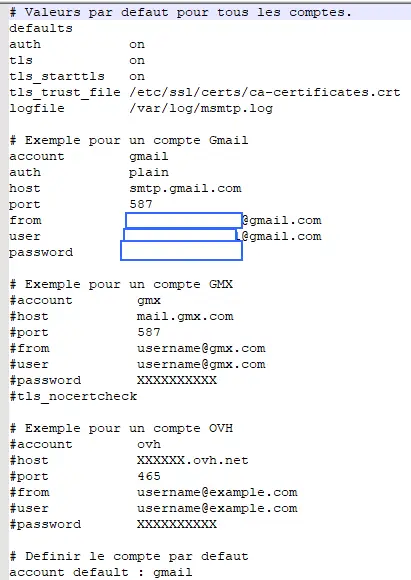 # Valeurs par defaut pour tous les comptes.
defaults
auth on
tls on
tls_starttls on
tls_trust_file /etc/ssl/certs/ca-certificates.crt
logfile /var/log/msmtp.log
# Exemple pour un compte Gmail
account gmail
auth plain
host smtp.gmail.com
port 587
from @gmail.com
user @gmail.com
password
# Exemple pour un compte GMX
#account gmx
#host mail.gmx.com
#port 587
#from username@gmx.com
#user username@gmx.com
#password XXXXXXXXXX
#tls_nocertcheck
# Exemple pour un compte OVH
#account ovh
#host XXXXXX.ovh.net
#port 465
#from username@example.com
#user username@example.com
#password XXXXXXXXXX
# Definir le compte par defaut
account default : gmail